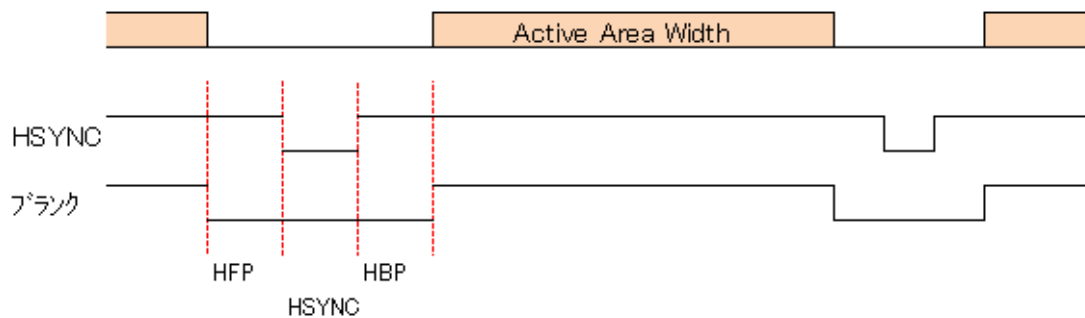 Active Area Width
HSYNC
ブランク
HFP
HBP
HSYNC